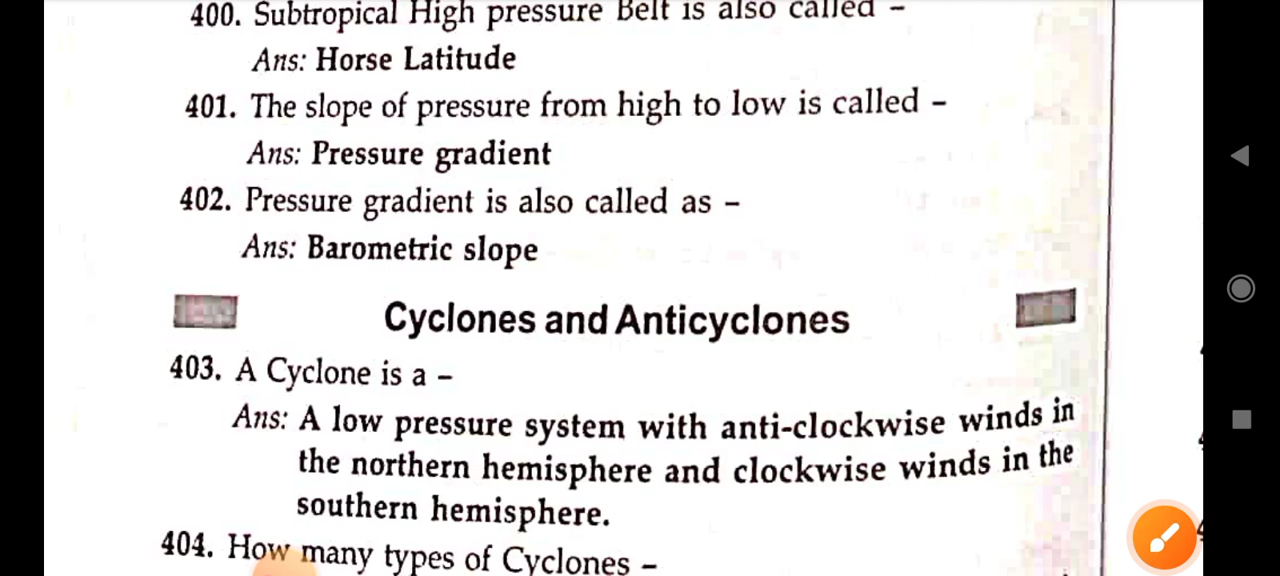 400. Subtropical High pressure Belt is also called –
Ans: Horse Latitude
401. The slope of pressure from high to low is called –
Ans: Pressure gradient
402. Pressure gradient is also called as –
Ans: Barometric slope
Cyclones and Anticyclones
403. A Cyclone is a –
Ans: A low pressure system with anti-clockwise winds in
the northern hemisphere and clockwise winds in the
southern hemisphere.
404. How many types of Cyclones –